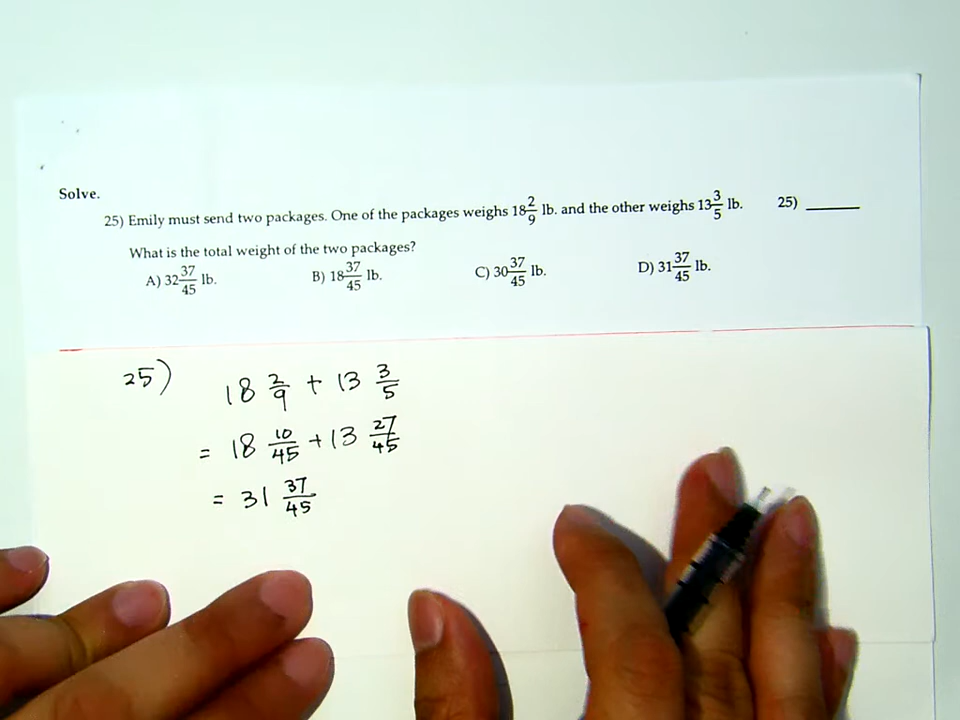 Solve.
25) Emily must send two packages. One of the packages weighs 18 2/9 lb. and the other weighs 13 3/5 lb. 25) ______
What is the total weight of the two packages?
A) 32 37/45 lb. B) 18 37/45 lb. C) 30 37/45 lb. D) 31 37/45 lb.
25) 18 2/9 + 13 3/5
= 18 10/45 + 13 27/45
= 31 37/45